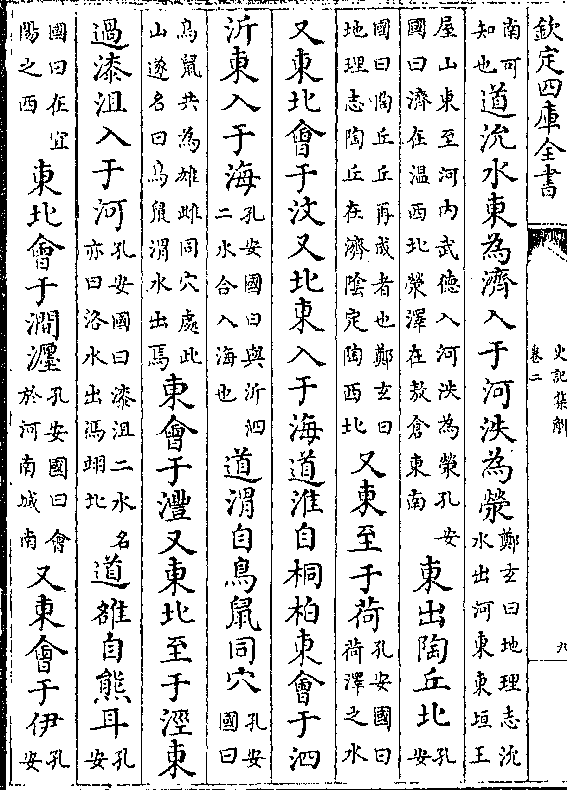 欽定四庫全書
史記集解
卷二
九
南可知也道沇水東為濟入于河泆為滎鄭玄曰地理志沇水出河東東垣王
屋山東至河內武德入河泆為滎孔安國曰濟在溫西北滎澤在敖倉東南東出陶丘北孔安
國曰陶丘丘再成者也鄭玄曰地理志陶丘在濟陰定陶西北又東至于荷孔安國曰荷澤之水
又東北會于汶又北東入于海道淮自桐柏東會于泗
沂東入于海孔安國曰與沂泗二水合入海也道渭自鳥鼠同穴孔安國曰
鳥鼠共為雄雌同穴處此山遂名曰鳥鼠渭水出焉東會于灃又東北至于涇東
過漆沮入于河孔安國曰漆沮二水名亦曰洛水出馮翊北道雒自熊耳孔安
國曰在宜陽之西東北會于澗瀍孔安國曰會於河南城南又東會于伊孔安